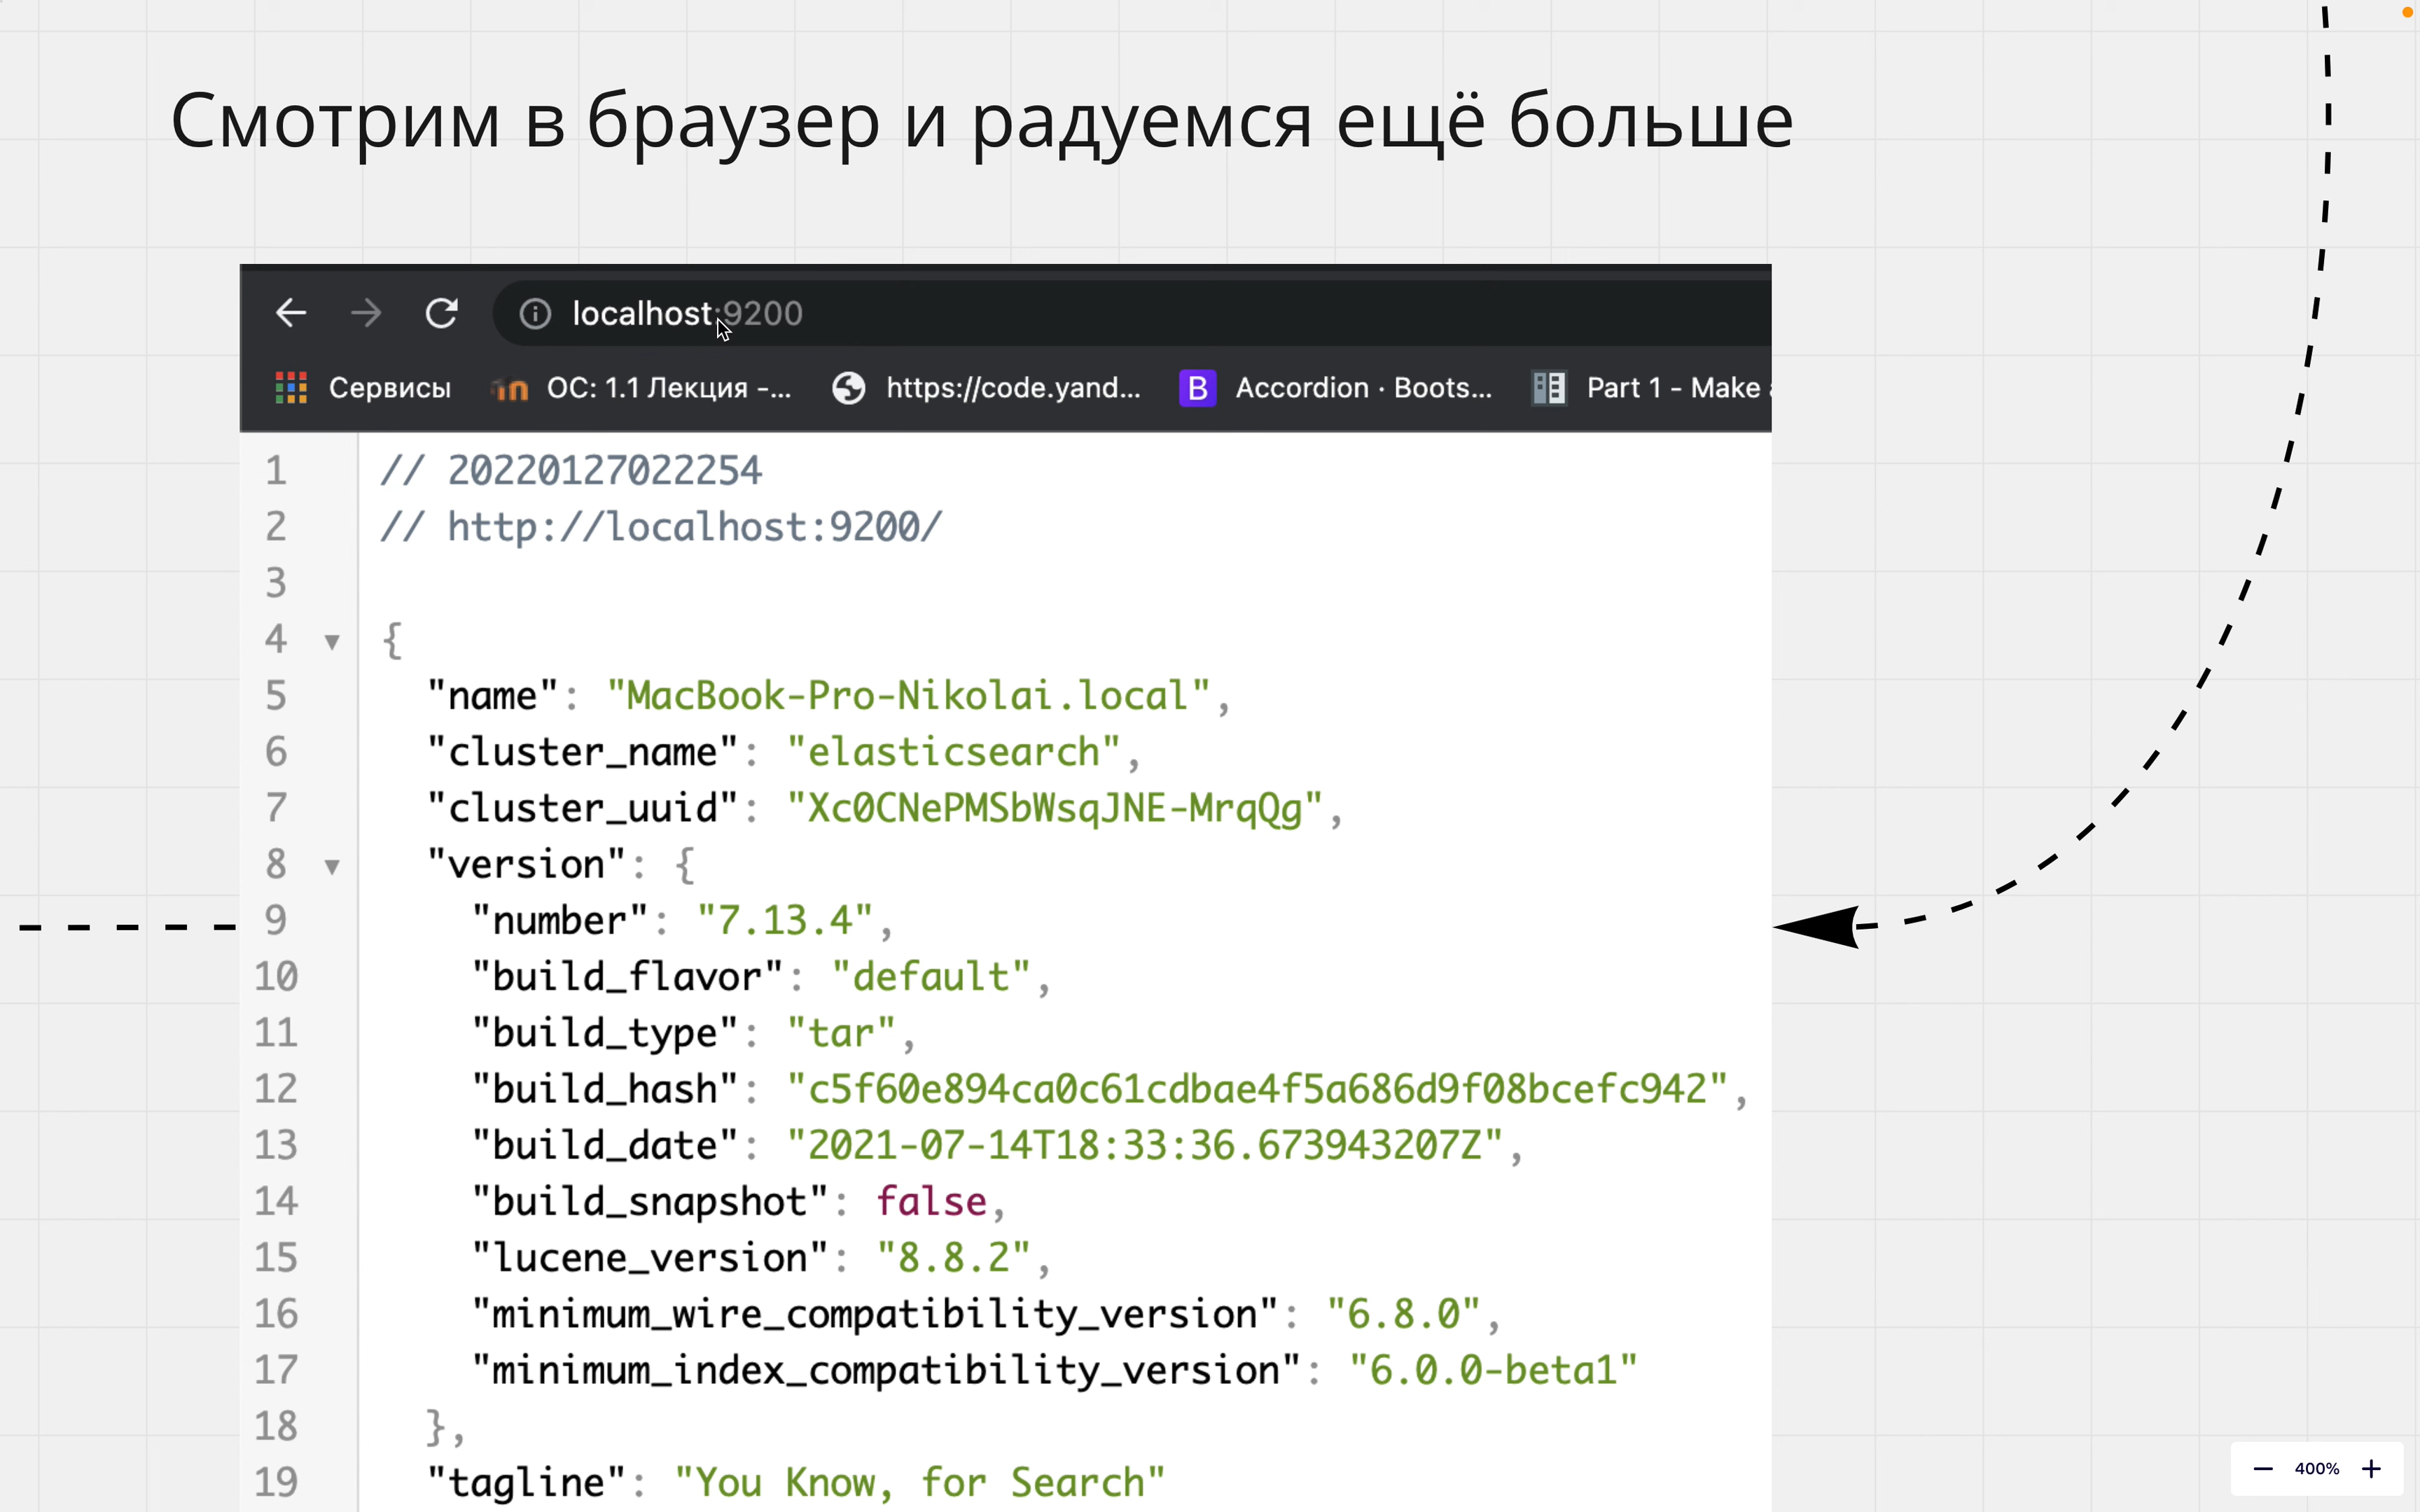 Смотрим в браузер и радуемся ещё больше
localhost:9200
Сервисы ОС: 1.1 Лекция -... https://code.yand... B Accordion · Boots... Part 1 - Make
1 // 20220127022254
2 // http://localhost:9200/
3
4 {
5 "name": "MacBook-Pro-Nikolai.local",
6 "cluster_name": "elasticsearch",
7 "cluster_uuid": "Xc0CNePMSbWsqJNE-MrqQg",
8 "version": {
9 "number": "7.13.4",
10 "build_flavor": "default",
11 "build_type": "tar",
12 "build_hash": "c5f60e894ca0c61cdbae4f5a686d9f08bcefc942",
13 "build_date": "2021-07-14T18:33:36.673943207Z",
14 "build_snapshot": false,
15 "lucene_version": "8.8.2",
16 "minimum_wire_compatibility_version": "6.8.0",
17 "minimum_index_compatibility_version": "6.0.0-beta1"
18 },
19 "tagline": "You Know, for Search"
400%